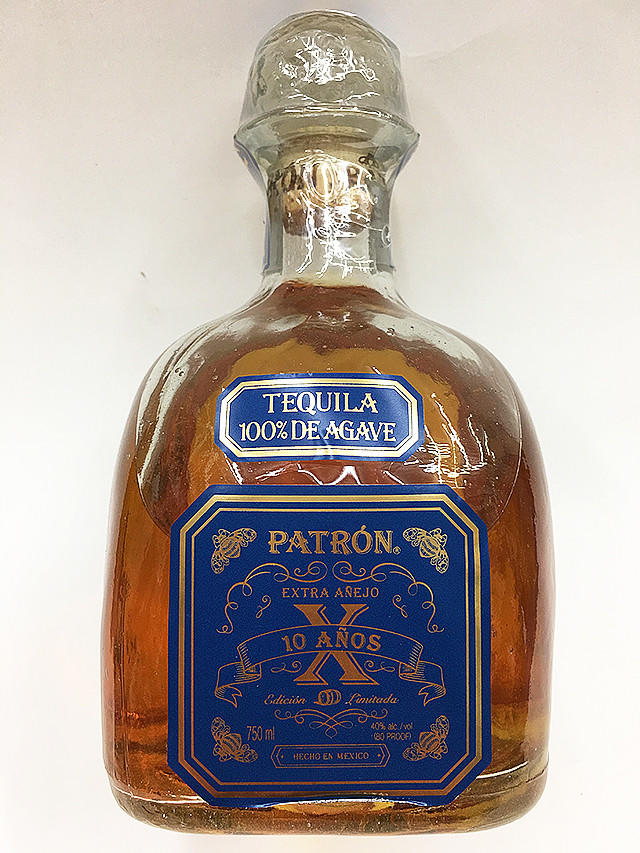 TEQUILA
100% DE AGAVE
PATRÓN®
EXTRA AÑEJO
X
10 AÑOS
Edición Limitada
750 ml
40% alc. / vol
(80 PROOF)
HECHO EN MEXICO